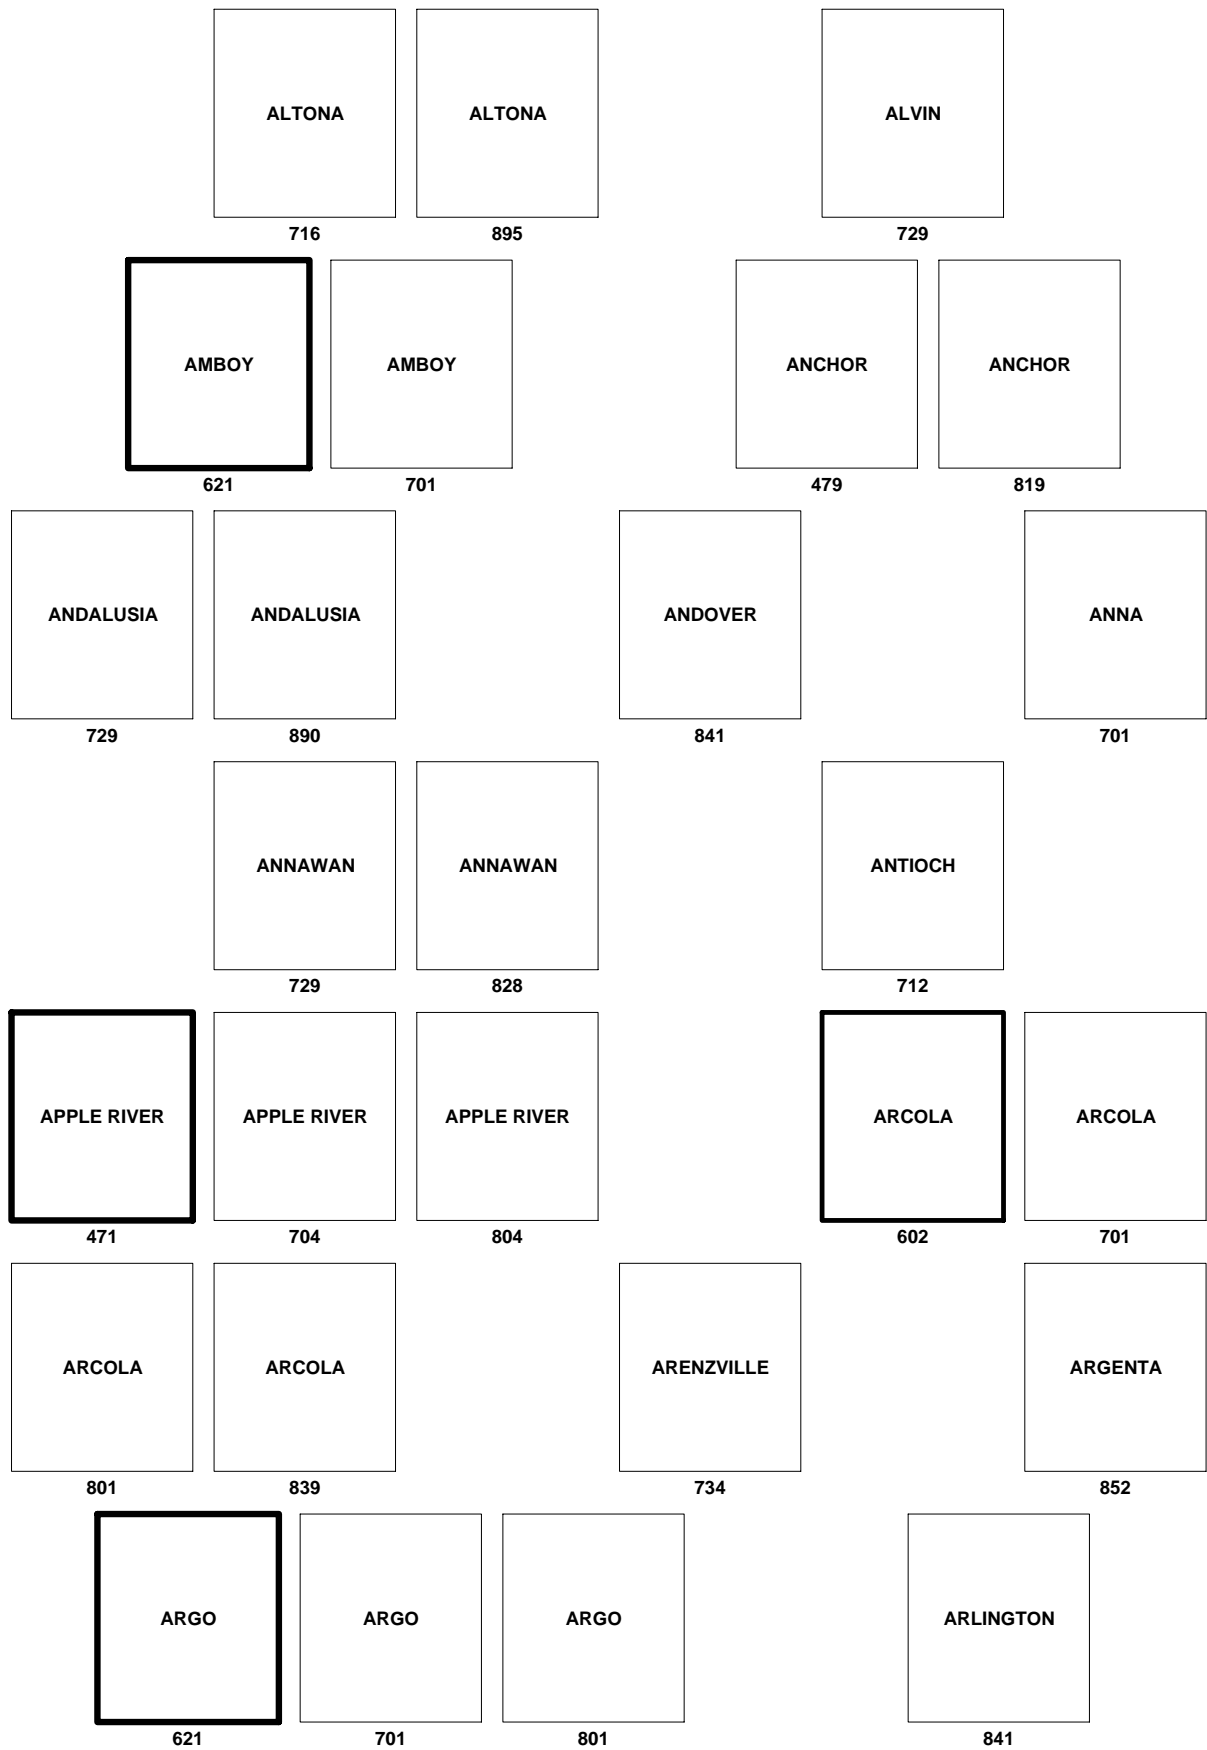 ALTONA ALTONA ALVIN
716 895 729
AMBOY AMBOY ANCHOR ANCHOR
621 701 479 819
ANDALUSIA ANDALUSIA ANDOVER ANNA
729 890 841 701
ANNAWAN ANNAWAN ANTIOCH
729 828 712
APPLE RIVER APPLE RIVER APPLE RIVER ARCOLA ARCOLA
471 704 804 602 701
ARCOLA ARCOLA ARENZVILLE ARGENTA
801 839 734 852
ARGO ARGO ARGO ARLINGTON
621 701 801 841